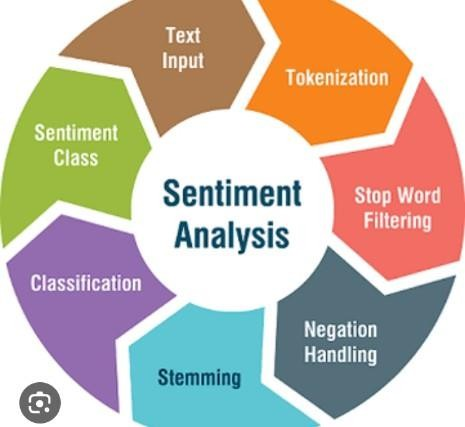 Text
Input
Tokenization
Stop Word
Filtering
Negation
Handling
Stemming
Classification
Sentiment
Class
Sentiment
Analysis